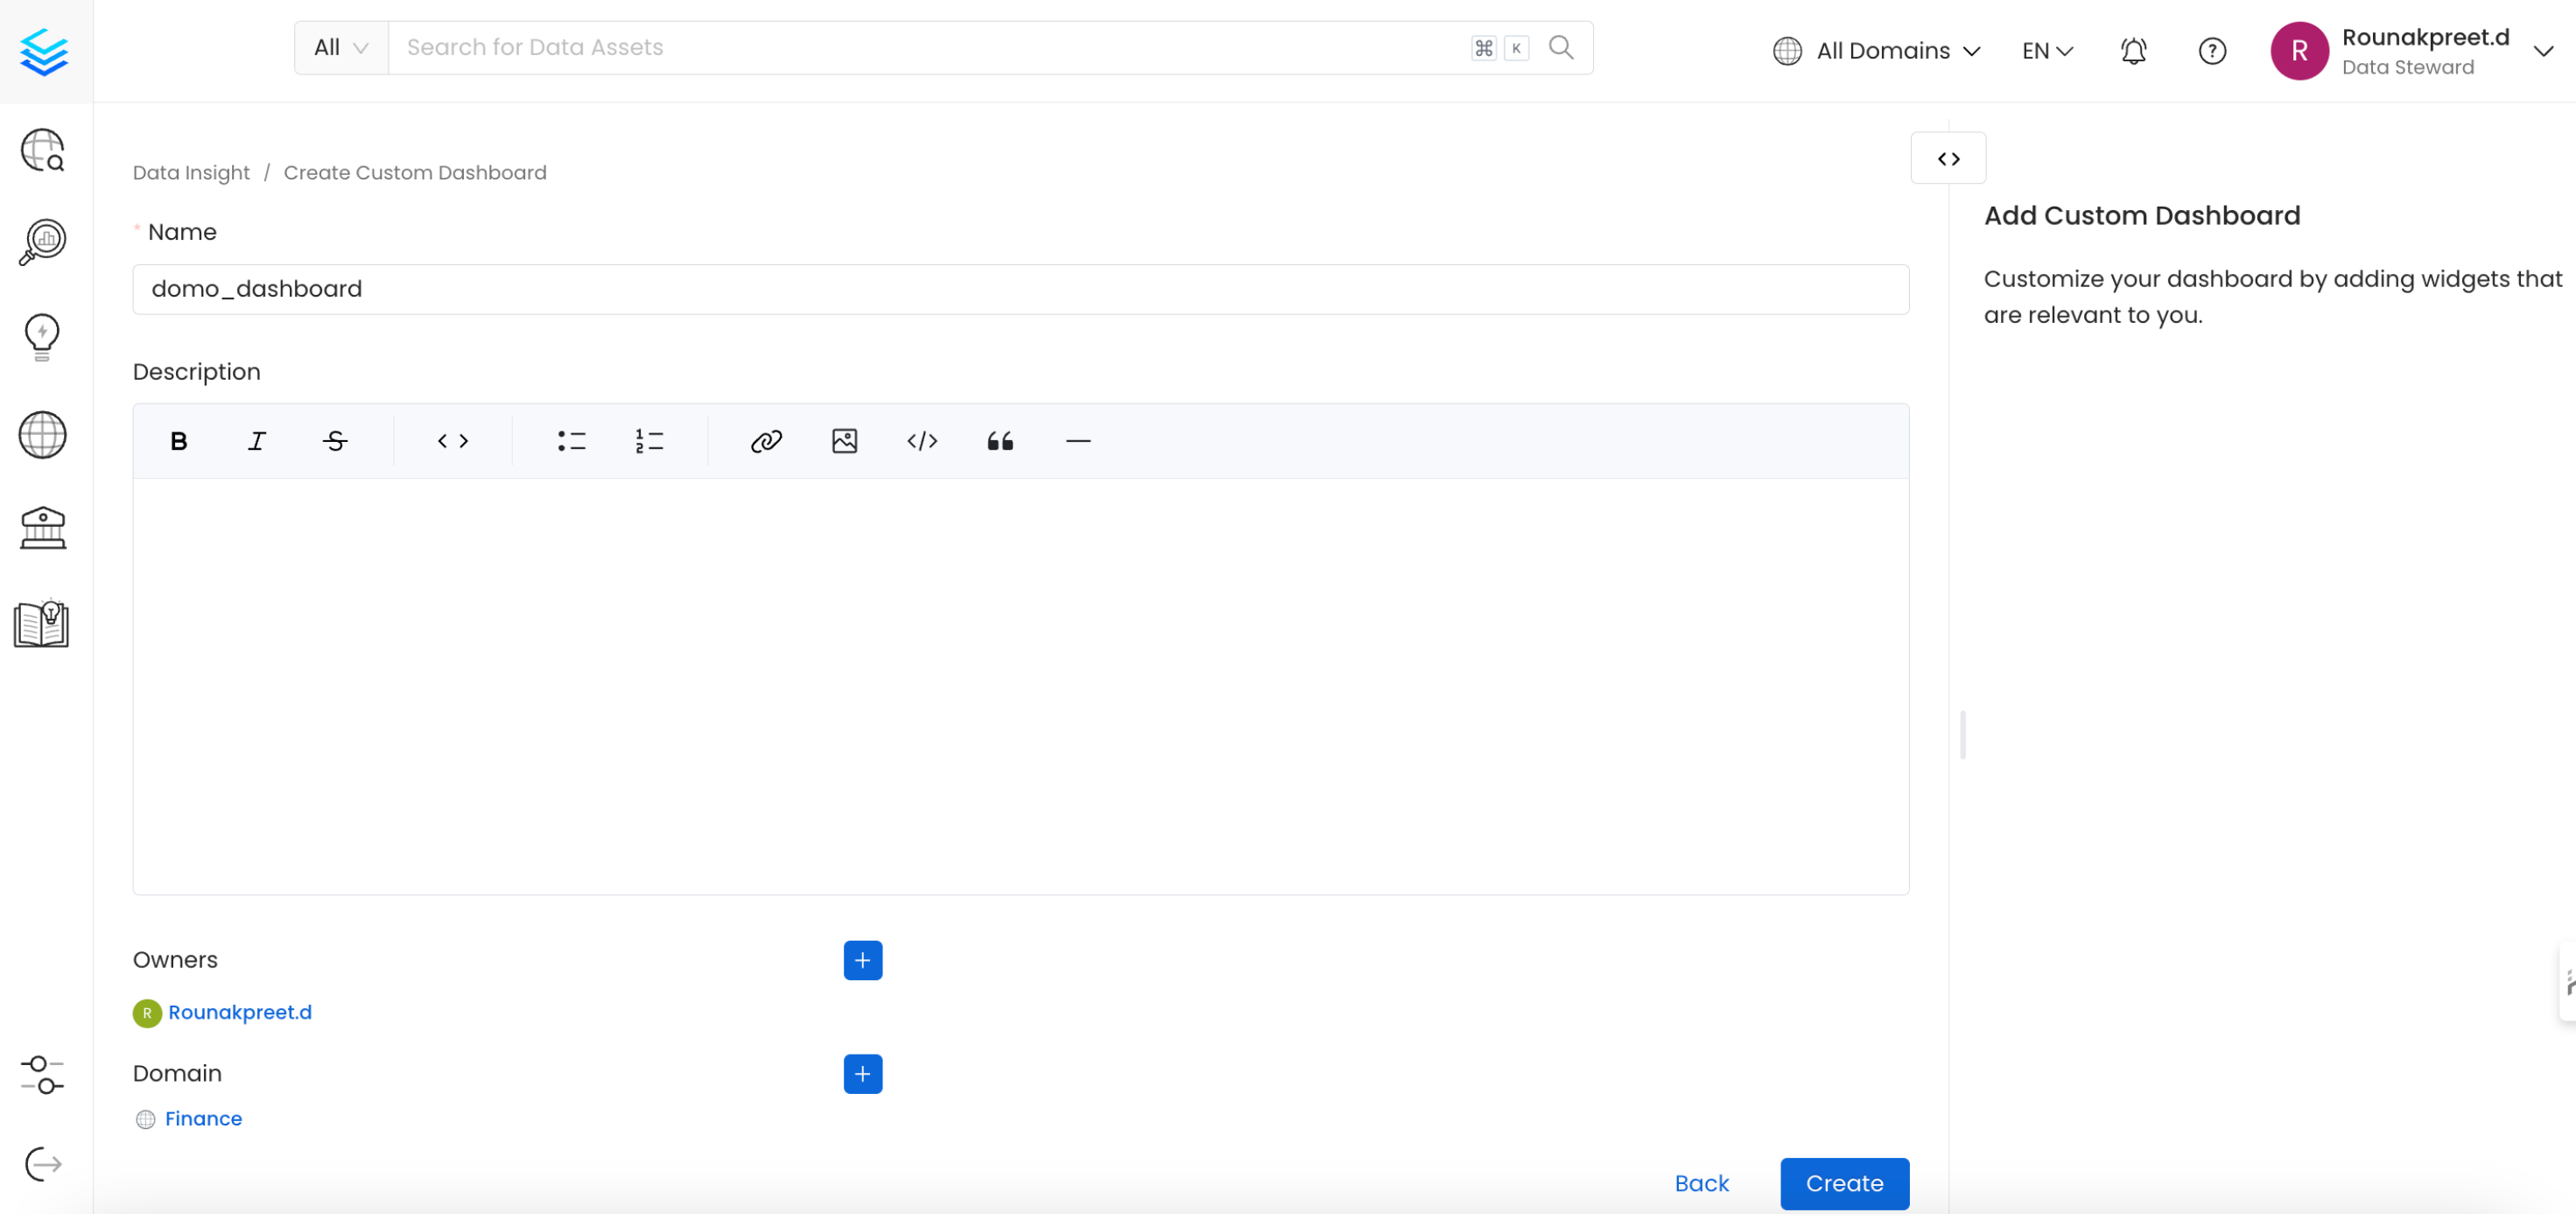 All
Search for Data Assets
⌘ K
All Domains
EN
R
Rounakpreet.d
Data Steward
Data Insight / Create Custom Dashboard
* Name
domo_dashboard
Description
Owners
R Rounakpreet.d
Domain
Finance
Back
Create
Add Custom Dashboard
Customize your dashboard by adding widgets that
are relevant to you.